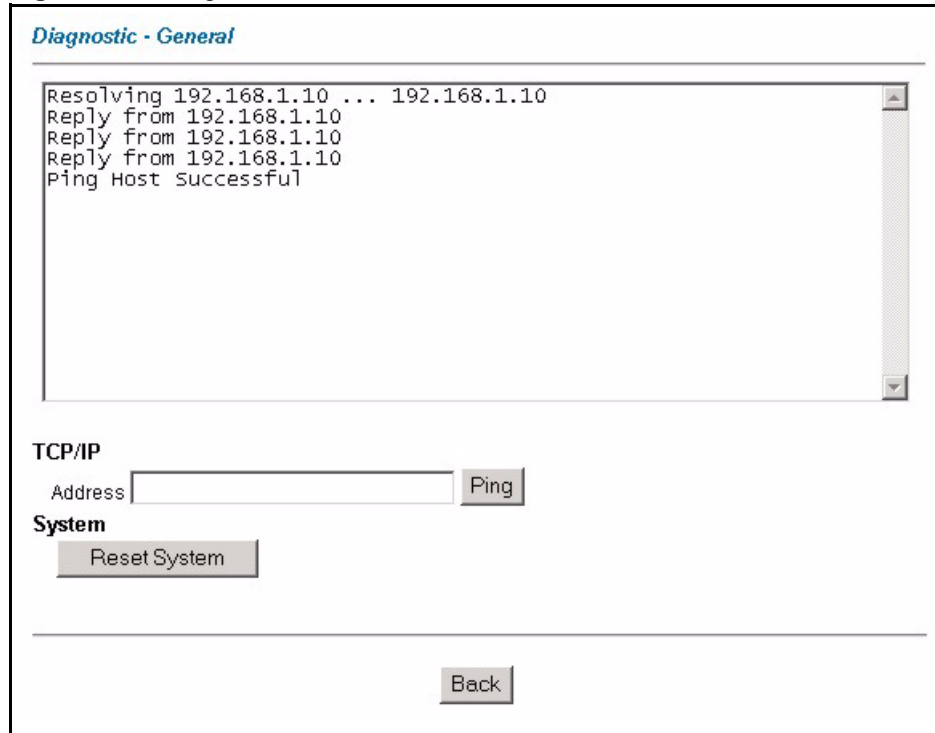 Diagnostic - General
Resolving 192.168.1.10 ... 192.168.1.10
Reply from 192.168.1.10
Reply from 192.168.1.10
Reply from 192.168.1.10
Ping Host Successful
TCP/IP
Address Ping
System
Reset System
Back